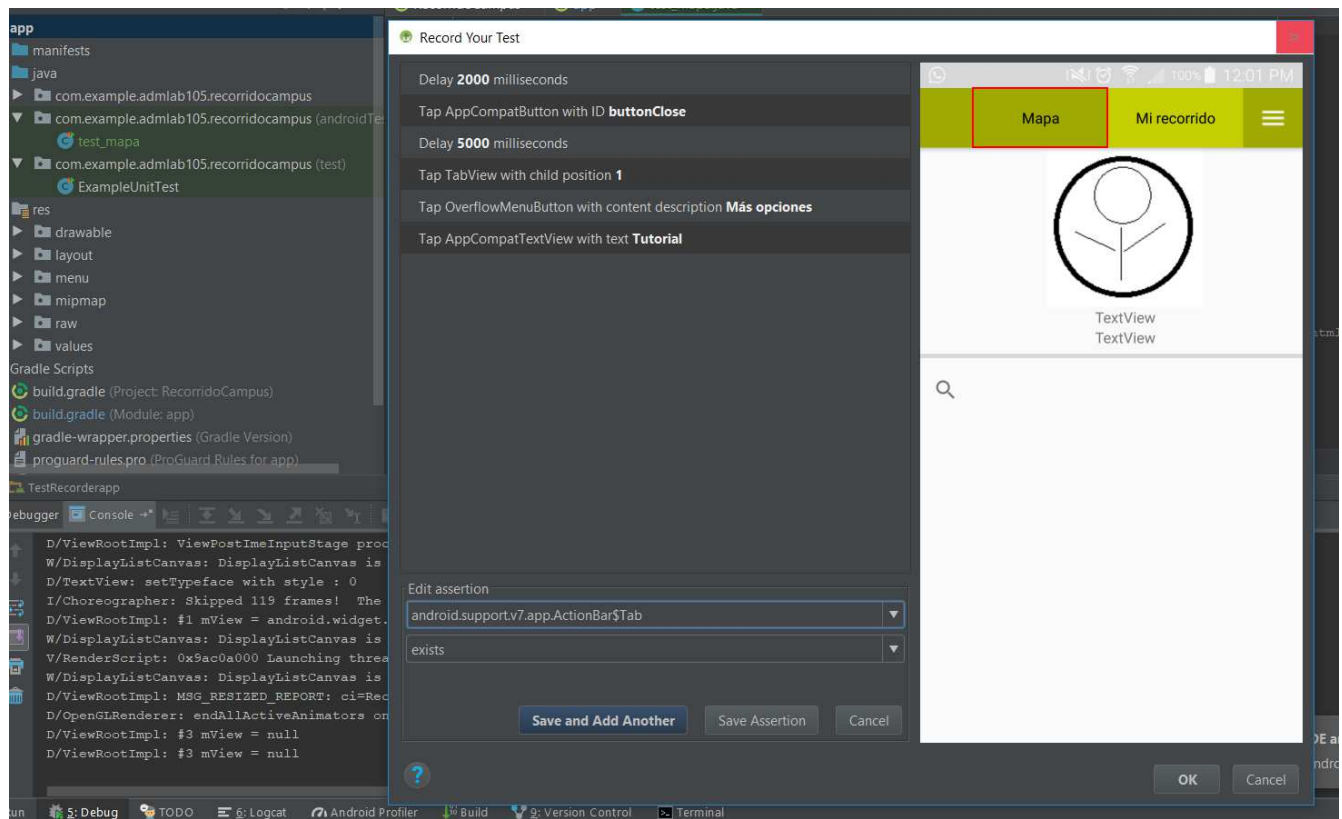 app
manifests
java
com.example.admlab105.recorridocampus
com.example.admlab105.recorridocampus (androidTe
test_mapa
com.example.admlab105.recorridocampus (test)
ExampleUnitTest
res
drawable
layout
menu
mipmap
raw
values
Gradle Scripts
build.gradle (Project: RecorridoCampus)
build.gradle (Module: app)
gradle-wrapper.properties (Gradle Version)
proguard-rules.pro (ProGuard Rules for app)
TestRecorderapp
Console
D/ViewRootImpl: ViewPostImeInputStage proc
W/DisplayListCanvas: DisplayListCanvas is
D/TextView: setTypeface with style : 0
I/Choreographer: Skipped 119 frames!  The
D/ViewRootImpl: #1 mView = android.widget.
W/DisplayListCanvas: DisplayListCanvas is
V/RenderScript: 0x9ac0a000 Launching threa
W/DisplayListCanvas: DisplayListCanvas is
D/ViewRootImpl: MSG_RESIZED_REPORT: ci=Rec
D/OpenGLRenderer: endAllActiveAnimators on
D/ViewRootImpl: #3 mView = null
D/ViewRootImpl: #3 mView = null
5: Debug TODO 6: Logcat Android Profiler Build 9: Version Control Terminal
Record Your Test
Delay 2000 milliseconds
Tap AppCompatButton with ID buttonClose
Delay 5000 milliseconds
Tap TabView with child position 1
Tap OverflowMenuButton with content description Más opciones
Tap AppCompatTextView with text Tutorial
Edit assertion
android.support.v7.app.ActionBar$Tab
exists
Save and Add Another Save Assertion Cancel
100% 12:01 PM
Mapa Mi recorrido
TextView
TextView
? OK Cancel